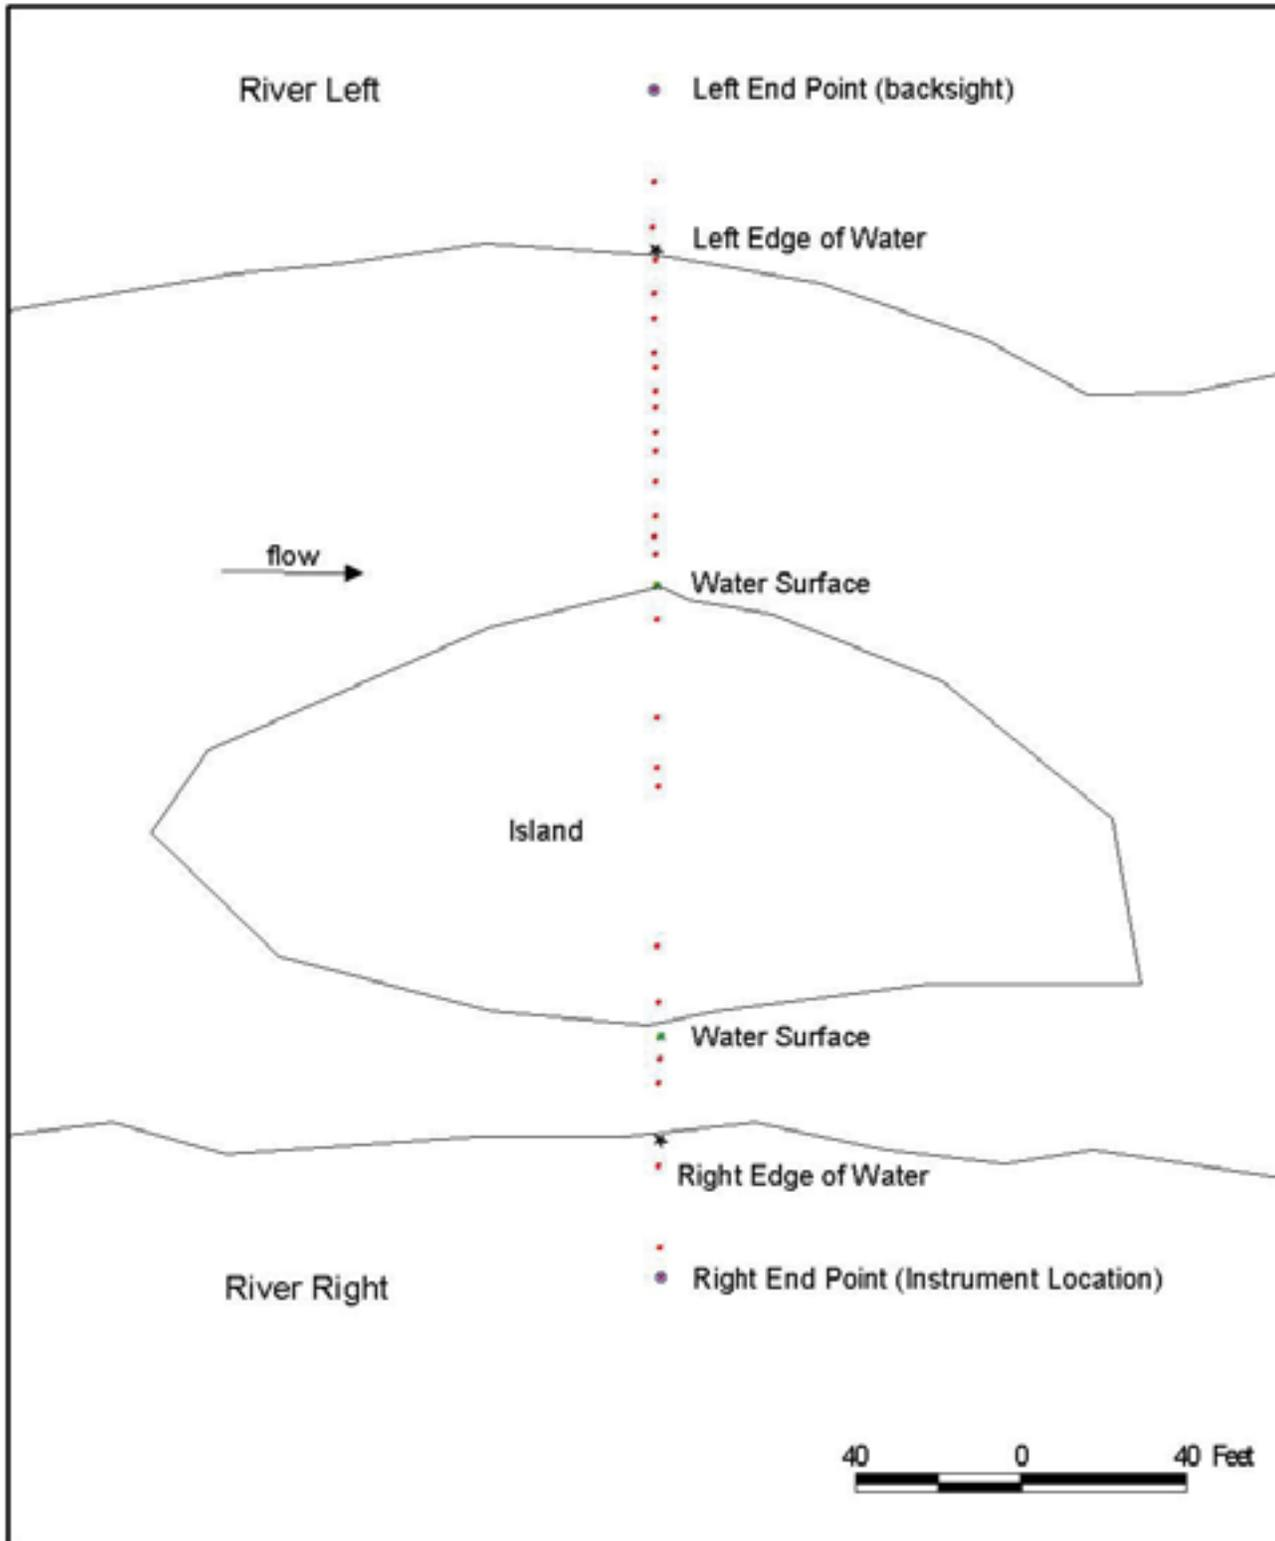 River Left
Left End Point (backsight)
Left Edge of Water
flow
Water Surface
Island
Water Surface
Right Edge of Water
River Right
Right End Point (Instrument Location)
40 0 40 Feet